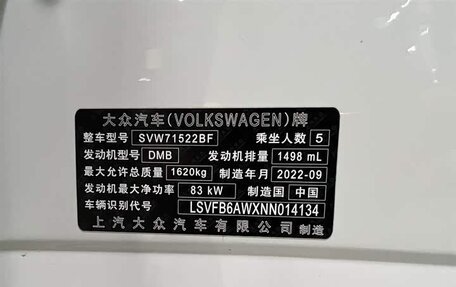 大众汽车(VOLKSWAGEN)牌
整车型号 SVW71522BF 乘坐人数 5
发动机型号 DMB 发动机排量 1498 mL
最大允许总质量 1620kg 制造年月 2022-09
发动机最大净功率 83 kW 制造国 中国
车辆识别代号 LSVFB6AWXNN014134
上汽大众汽车有限公司 制造